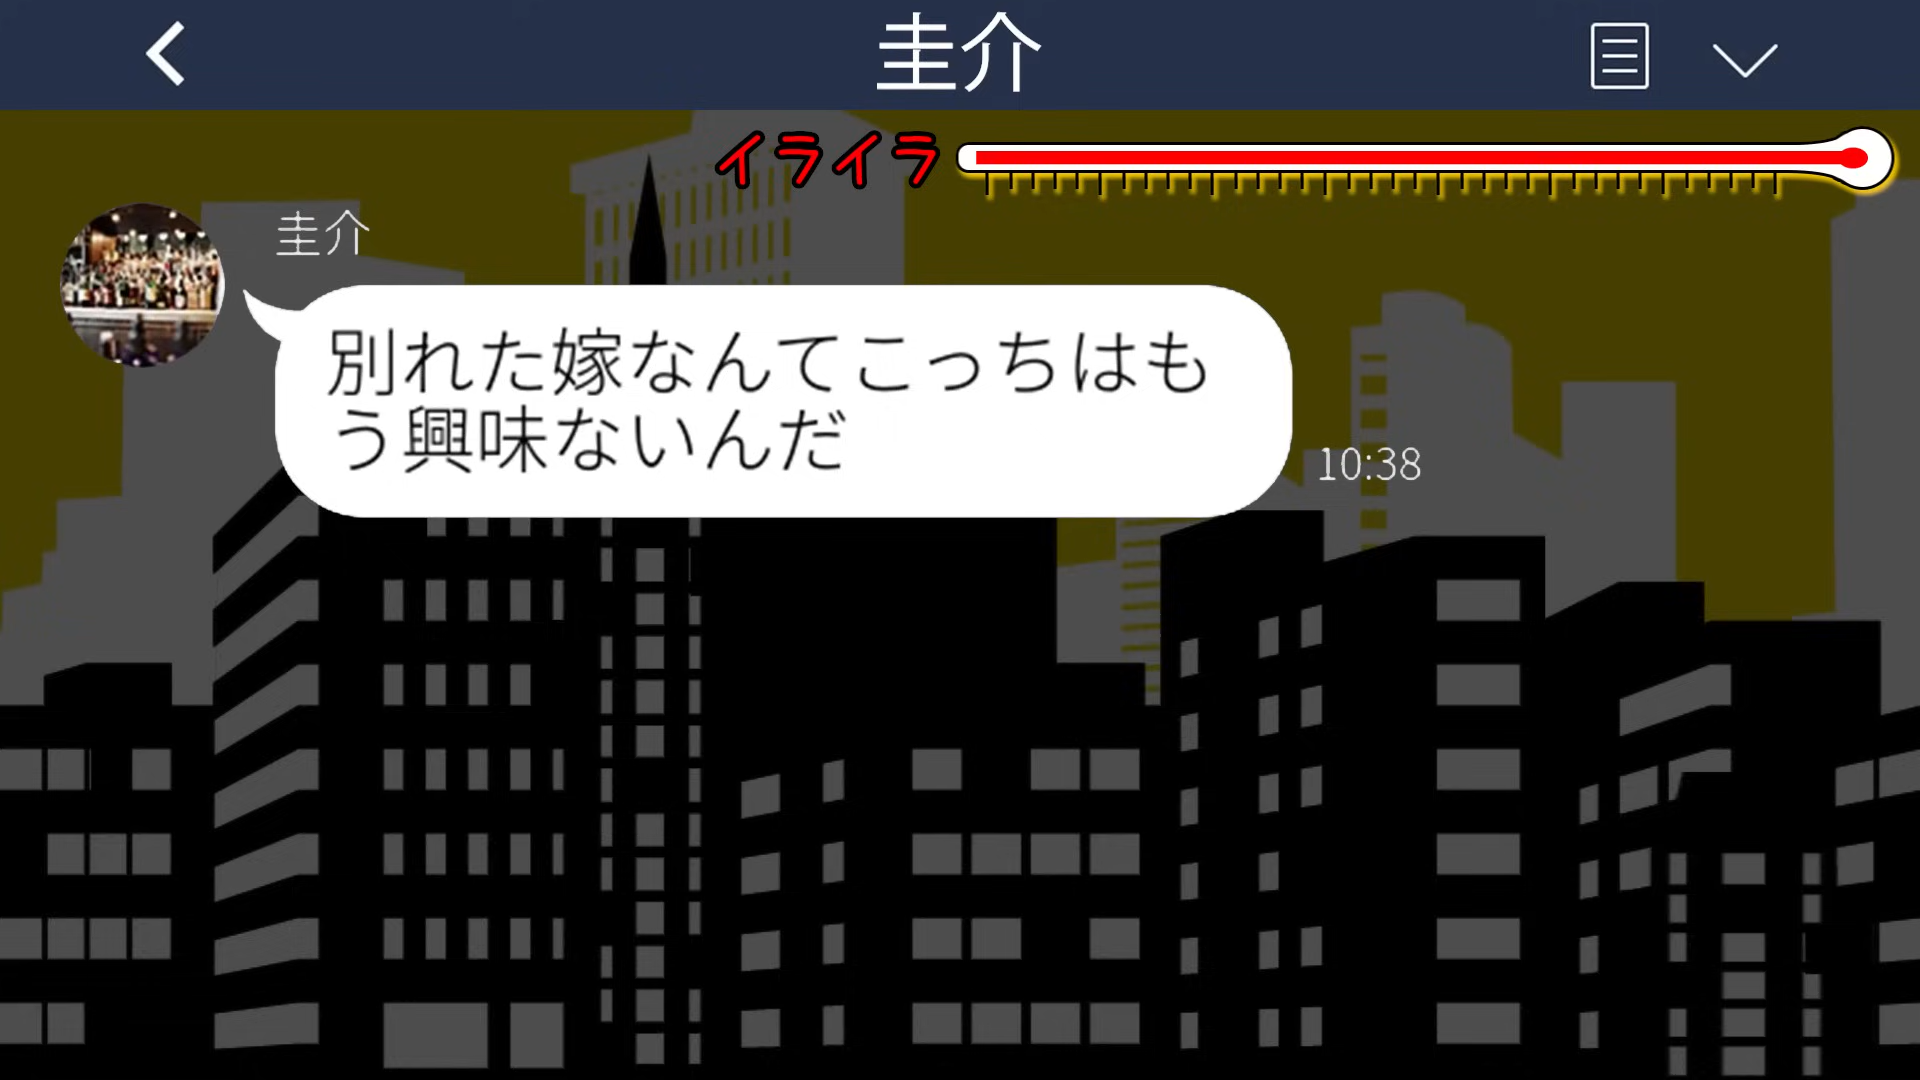 圭介
イライラ
圭介
別れた嫁なんてこっちはも
う興味ないんだ
10:38